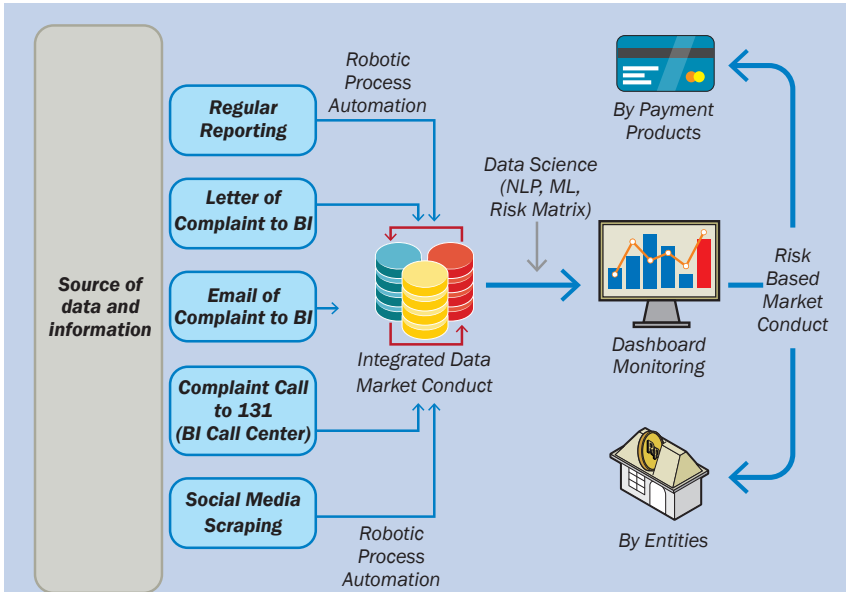 Source of
data and
information
Regular
Reporting
Letter of
Complaint to BI
Email of
Complaint to BI
Complaint Call
to 131
(BI Call Center)
Social Media
Scraping
Robotic
Process
Automation
Robotic
Process
Automation
Integrated Data
Market Conduct
Data Science
(NLP, ML,
Risk Matrix)
Dashboard
Monitoring
By Payment
Products
Risk
Based
Market
Conduct
Rp
By Entities